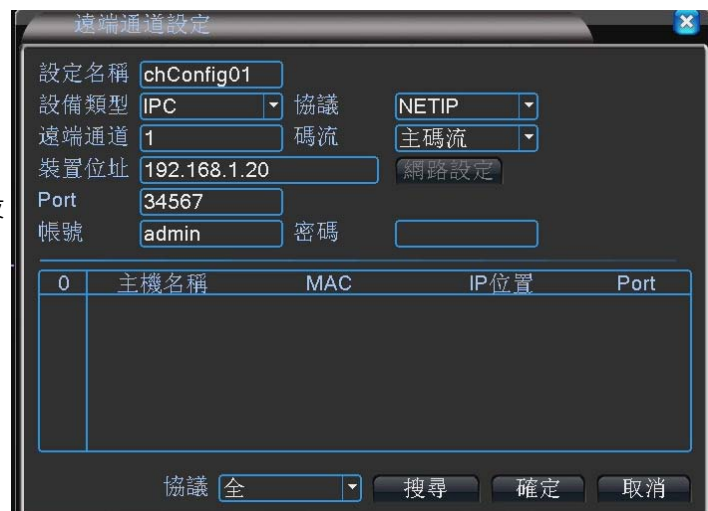 遠端通道設定
設定名稱 chConfig01
設備類型 IPC 協議 NETIP
遠端通道 1 碼流 主碼流
裝置位址 192.168.1.20 網路設定
Port 34567
帳號 admin 密碼
0 主機名稱 MAC IP位置 Port
協議 全 搜尋 確定 取消